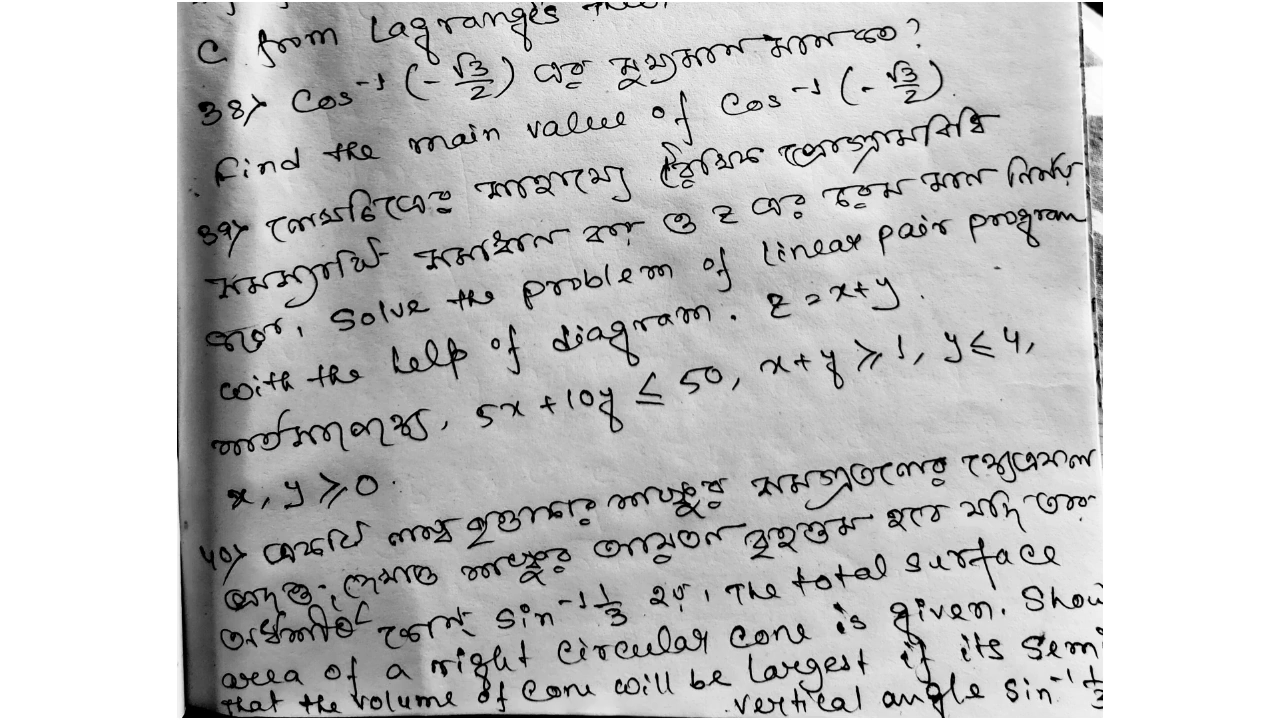 C from Lagrange's
38> Cos⁻¹ (-√3/2) এর মুখ্যমান মান কত?
Find the main value of Cos⁻¹ (-√3/2)
39> লেখচিত্রের সাহায্যে রৈখিক প্রোগ্রামবিধি
সমস্যাটি সমাধান কর ও z এর চরম মান নির্ণয়
কর, Solve the problem of linear pair program
with the help of diagram. z = x+y.
5x + 10y ≤ 50, x+y ≥ 1, y ≤ 4,
x, y ≥ 0.
40> একটি লম্ব বৃত্তাকার শঙ্কুর সমগ্রতলের ক্ষেত্রফল
প্রদত্ত; দেখাও শঙ্কুর আয়তন বৃহত্তম হবে যদি তার
অর্ধশীর্ষ কোণ sin⁻¹ 1/3 হয়, The total surface
area of a right circular cone is given. Show
that the volume of cone will be largest if its semi
vertical angle sin⁻¹ 1/3